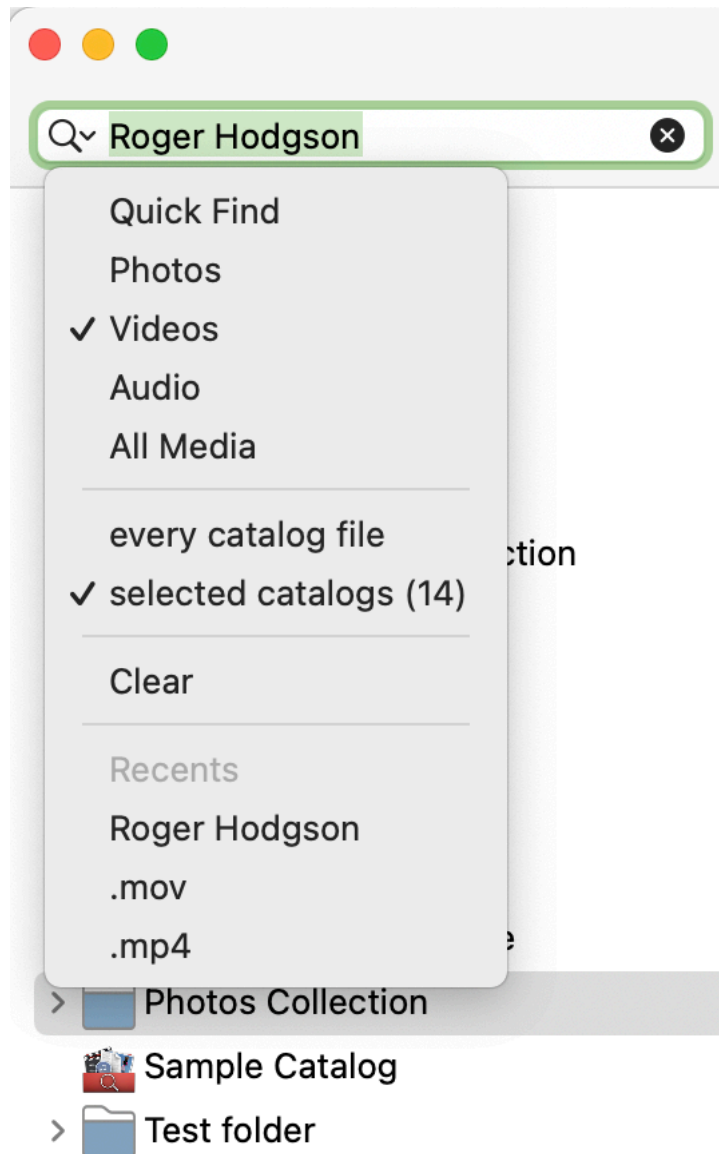 Roger Hodgson
Quick Find
Photos
Videos
Audio
All Media
every catalog file
ction
selected catalogs (14)
Clear
Recents
Roger Hodgson
.mov
.mp4
Photos Collection
Sample Catalog
Test folder